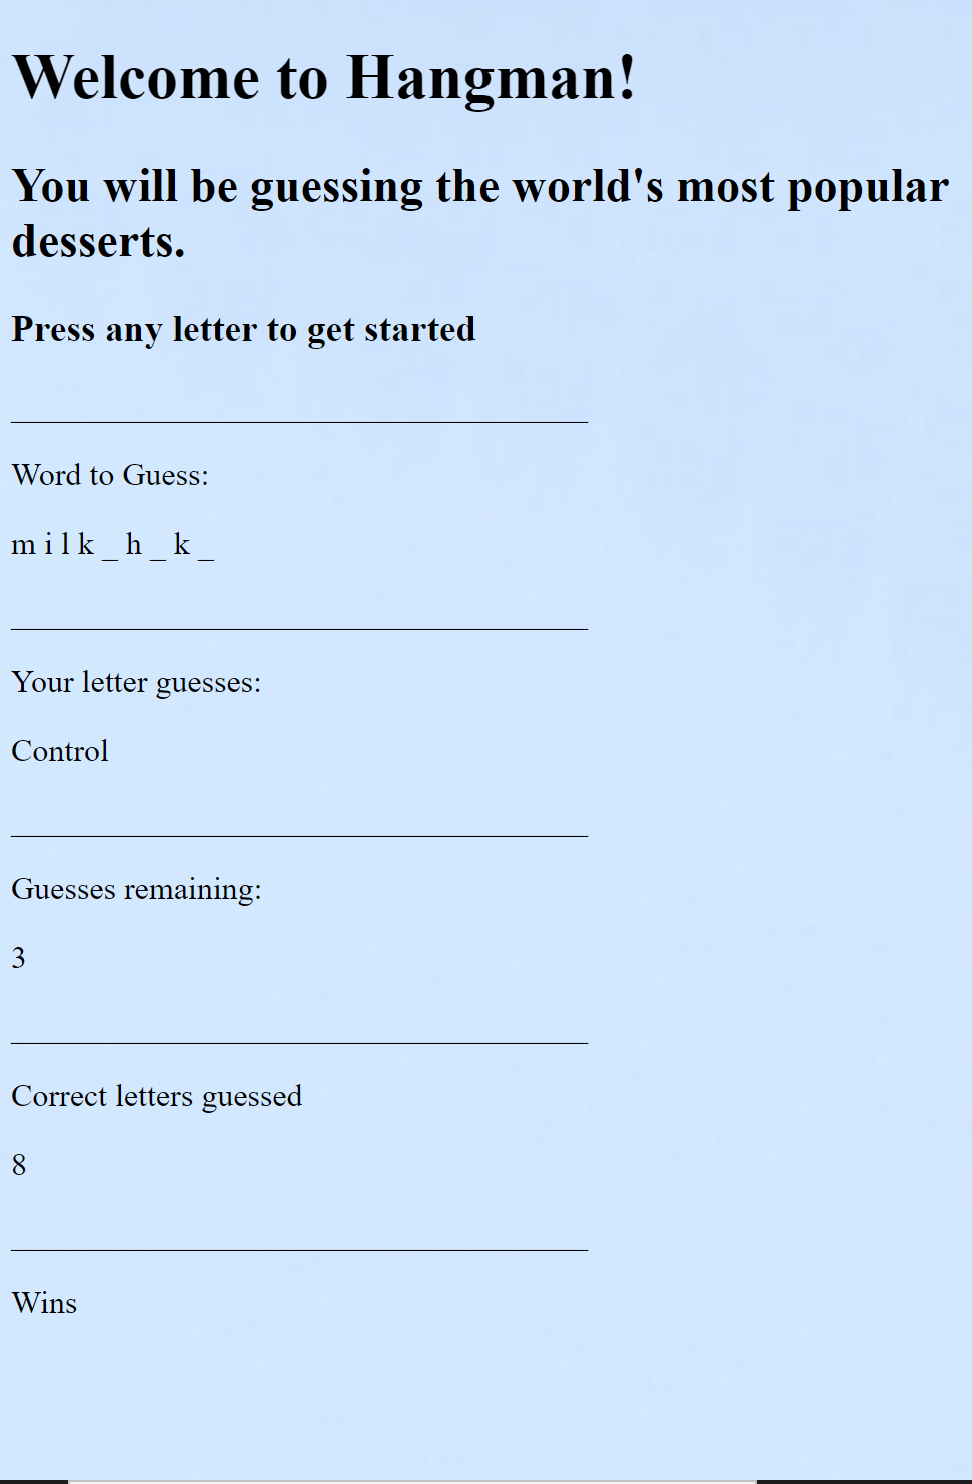 Welcome to Hangman!
You will be guessing the world's most popular
desserts.
Press any letter to get started
Word to Guess:
m i l k _ h _ k _
Your letter guesses:
Control
Guesses remaining:
3
Correct letters guessed
8
Wins